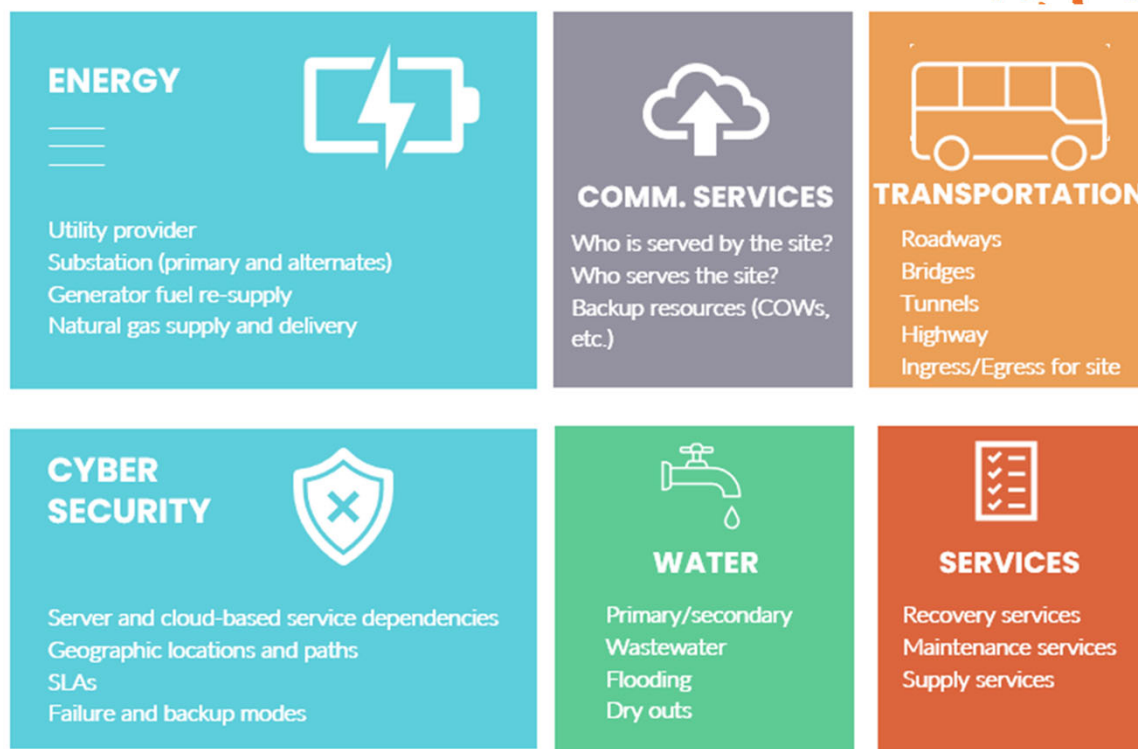 ENERGY
Utility provider
Substation (primary and alternates)
Generator fuel re-supply
Natural gas supply and delivery
COMM. SERVICES
Who is served by the site?
Who serves the site?
Backup resources (COWs,
etc.)
TRANSPORTATION
Roadways
Bridges
Tunnels
Highway
Ingress/Egress for site
CYBER
SECURITY
Server and cloud-based service dependencies
Geographic locations and paths
SLAs
Failure and backup modes
WATER
Primary/secondary
Wastewater
Flooding
Dry outs
SERVICES
Recovery services
Maintenance services
Supply services